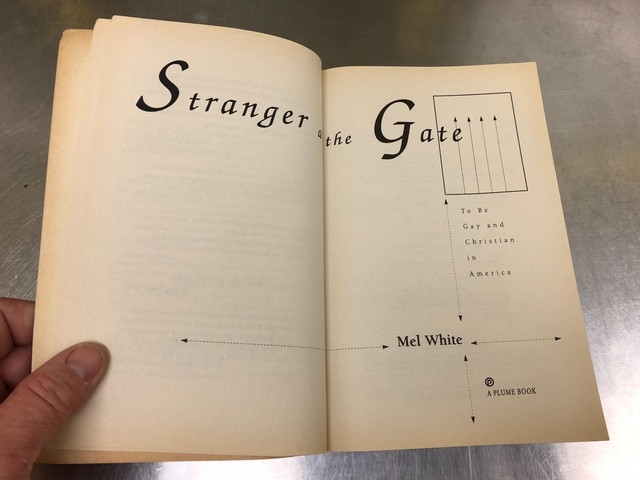 Stranger at the Gate
To Be
Gay and
Christian
in
America
Mel White
A PLUME BOOK